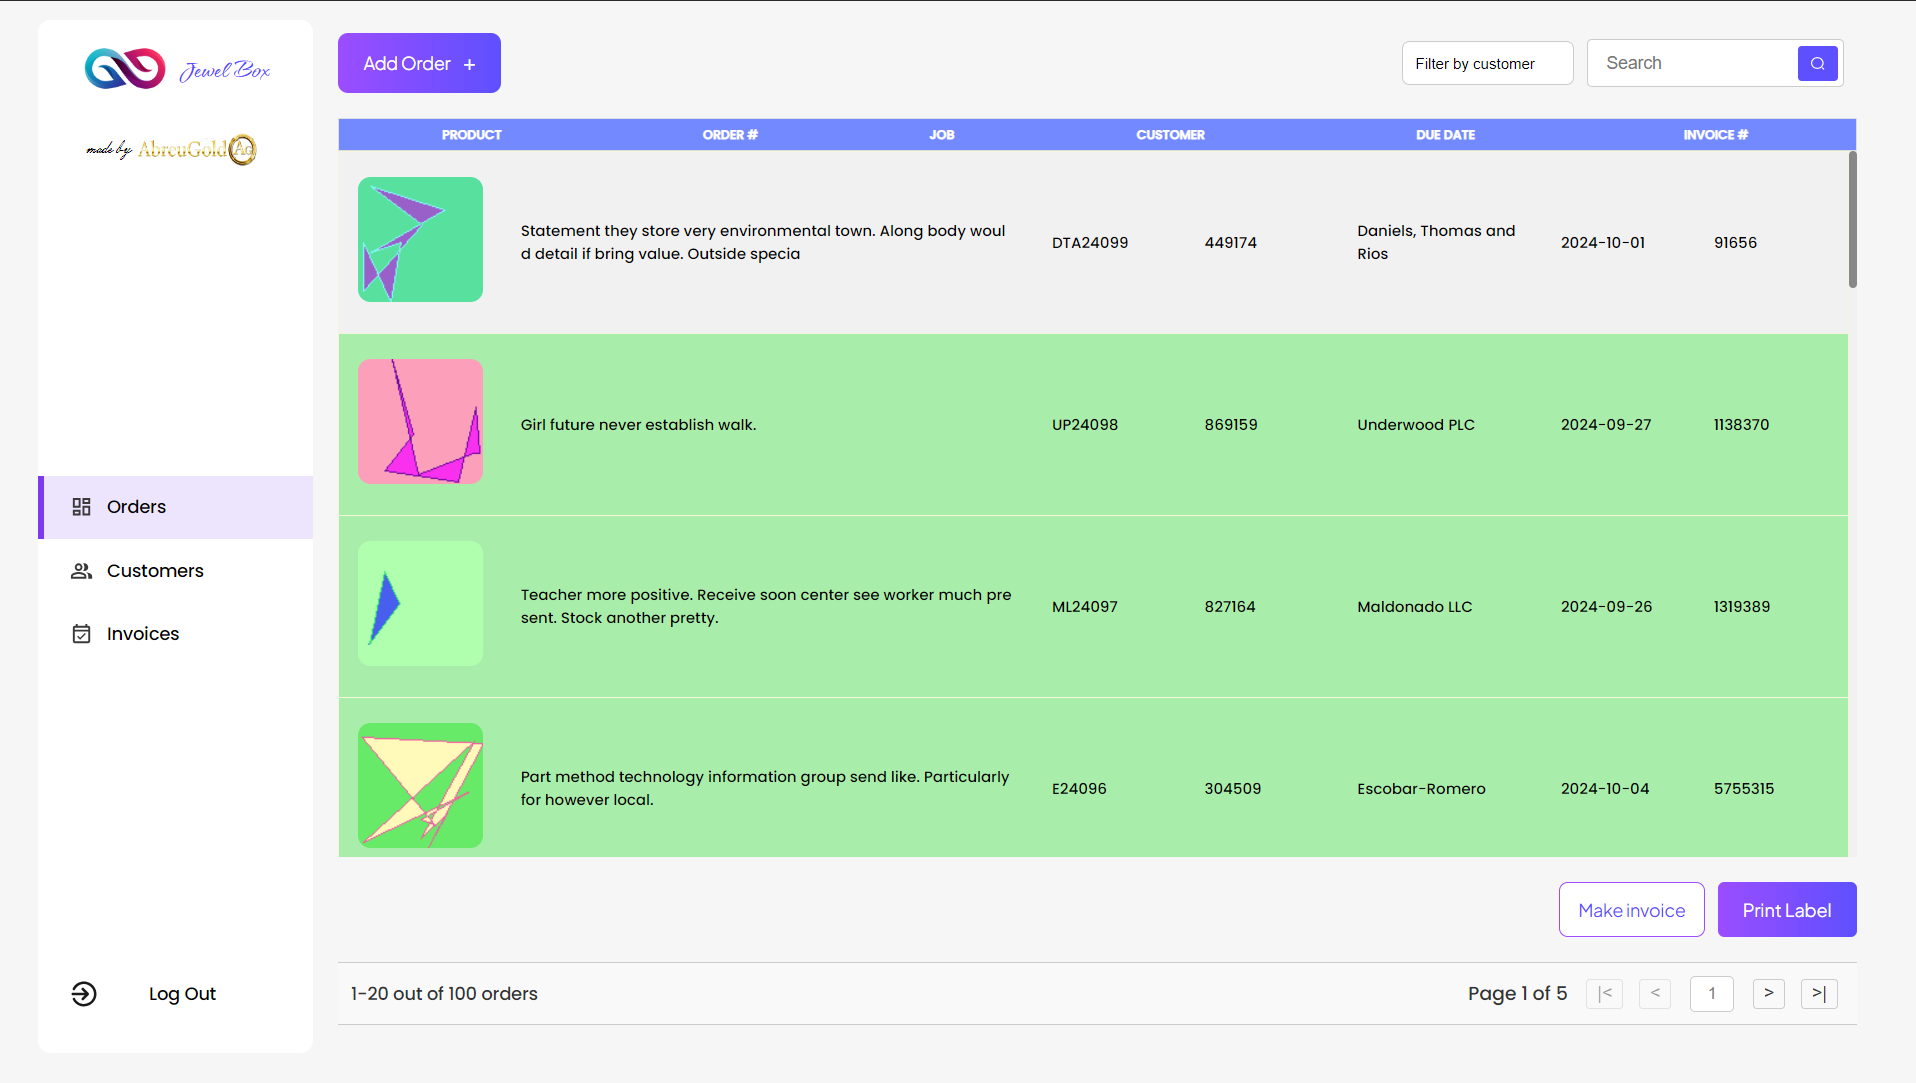 Jewel Box
made by AbreuGold AG
Orders
Customers
Invoices
Log Out
Add Order +
Filter by customer
Search
PRODUCT ORDER # JOB CUSTOMER DUE DATE INVOICE #
Statement they store very environmental town. Along body woul
d detail if bring value. Outside specia
DTA24099
449174
Daniels, Thomas and
Rios
2024-10-01
91656
Girl future never establish walk.
UP24098
869159
Underwood PLC
2024-09-27
1138370
Teacher more positive. Receive soon center see worker much pre
sent. Stock another pretty.
ML24097
827164
Maldonado LLC
2024-09-26
1319389
Part method technology information group send like. Particularly
for however local.
E24096
304509
Escobar-Romero
2024-10-04
5755315
Make invoice
Print Label
1-20 out of 100 orders
Page 1 of 5 |< < 1 > >|